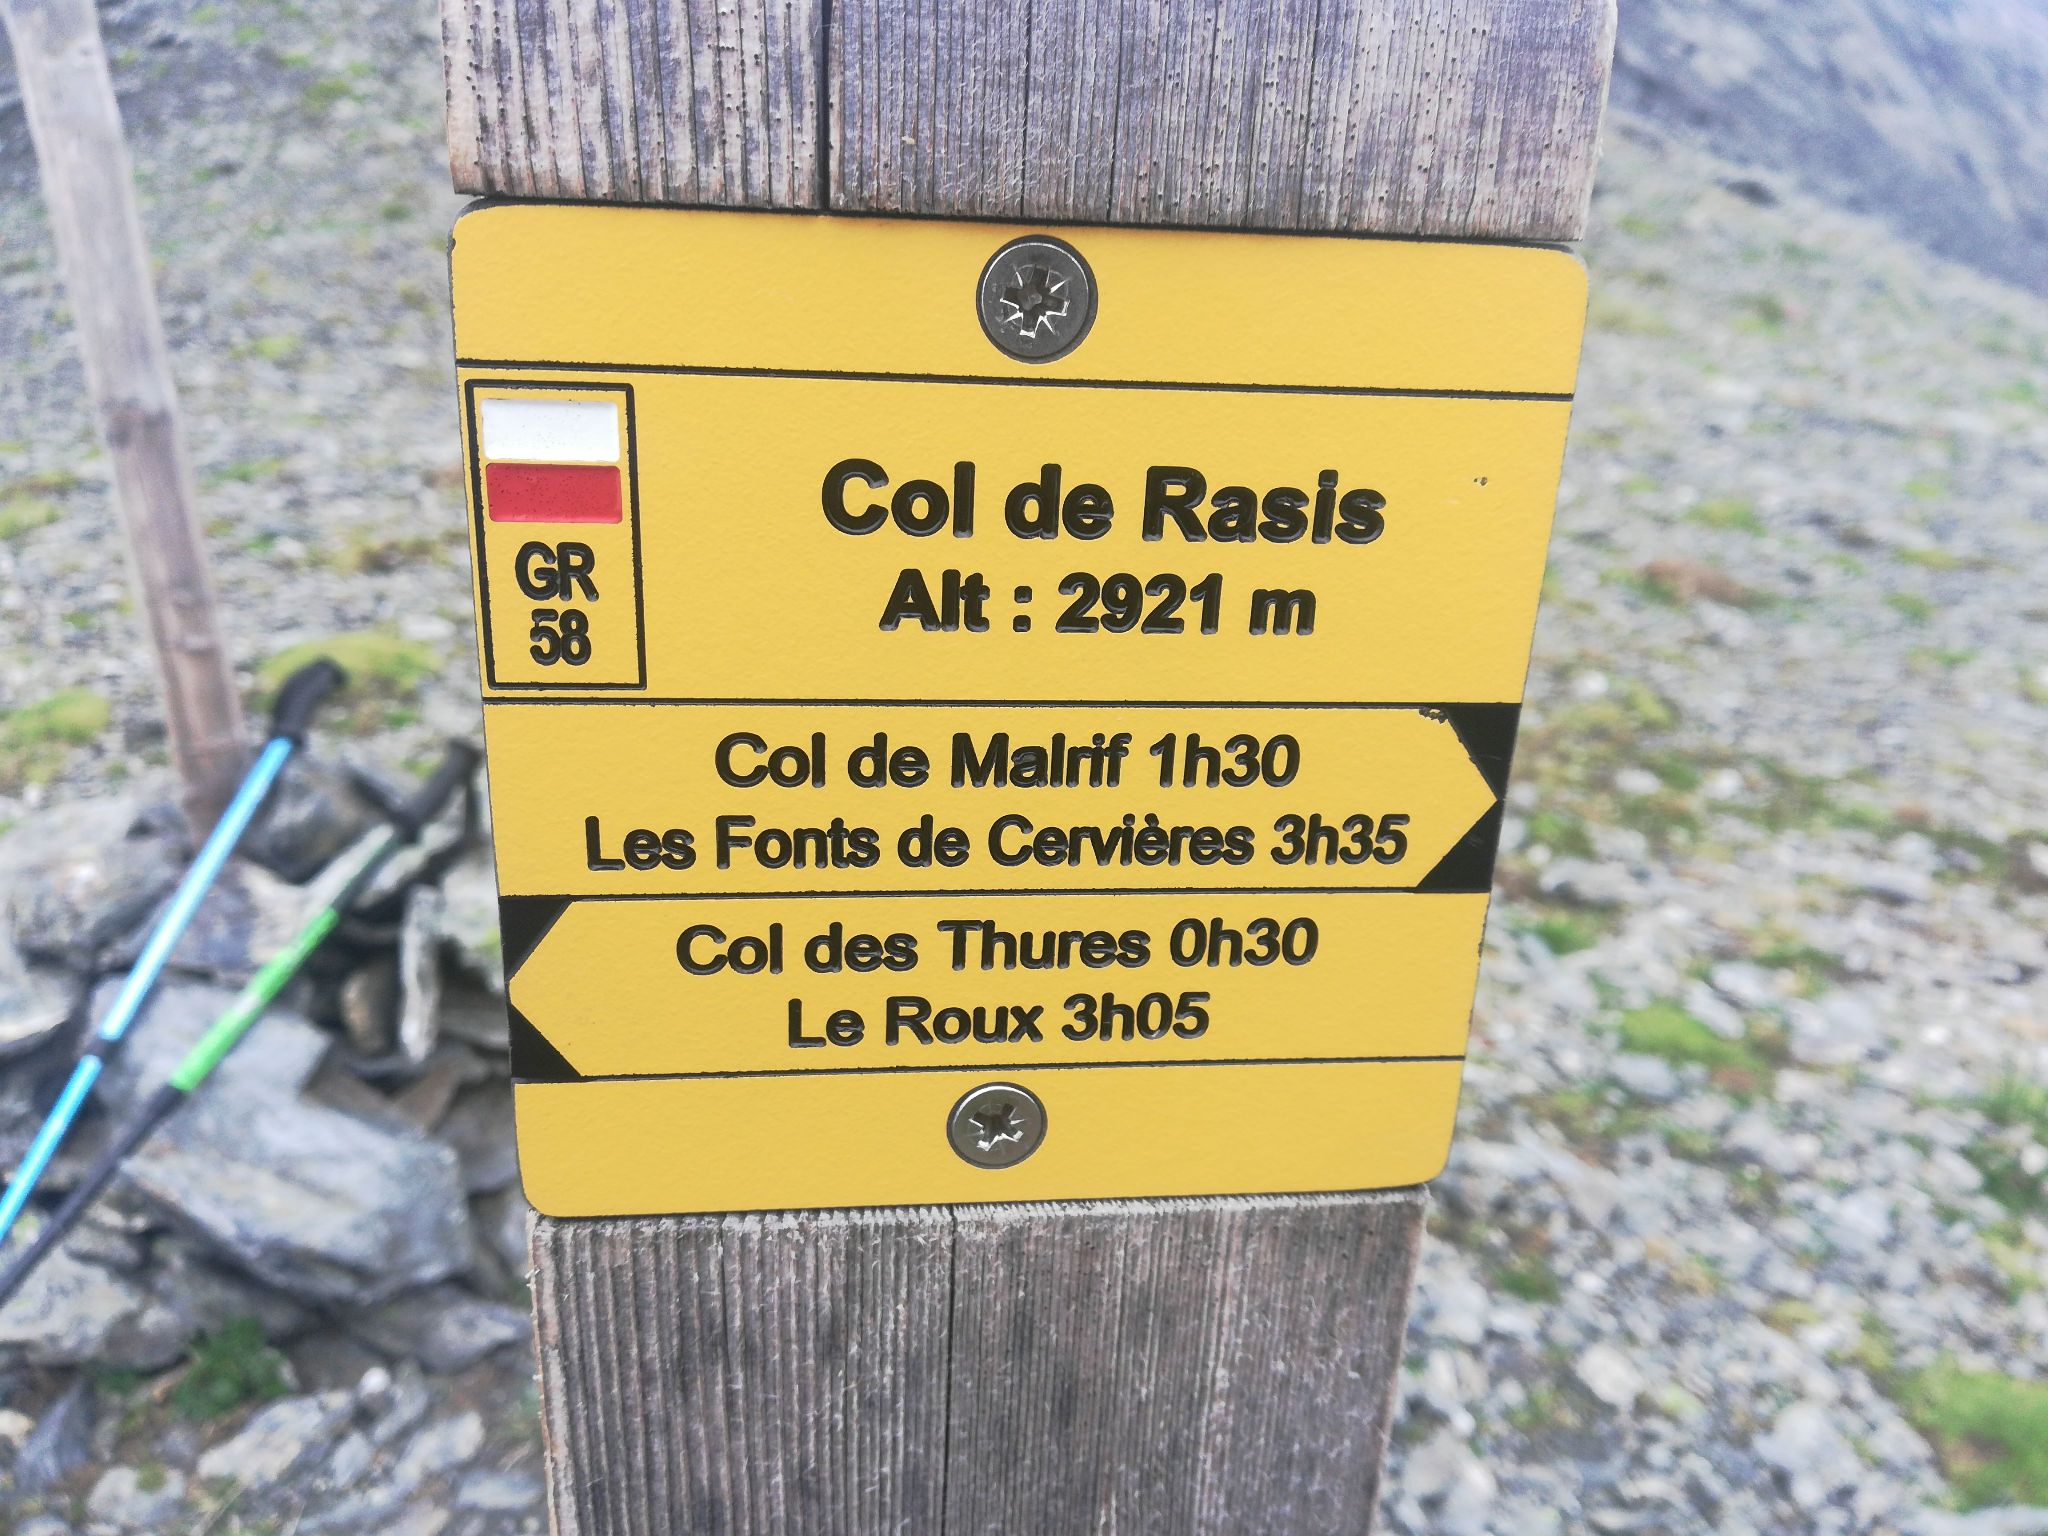 GR
58
Col de Rasis
Alt : 2921 m
Col de Malrif 1h30
Les Fonts de Cervières 3h35
Col des Thures 0h30
Le Roux 3h05